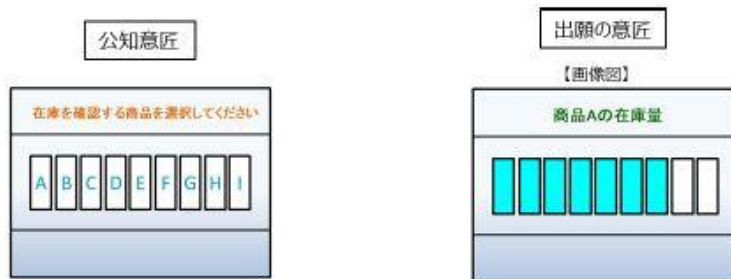 公知意匠
在庫を確認する商品を選択してください
A B C D E F G H I
出願の意匠
【画像図】
商品Aの在庫量